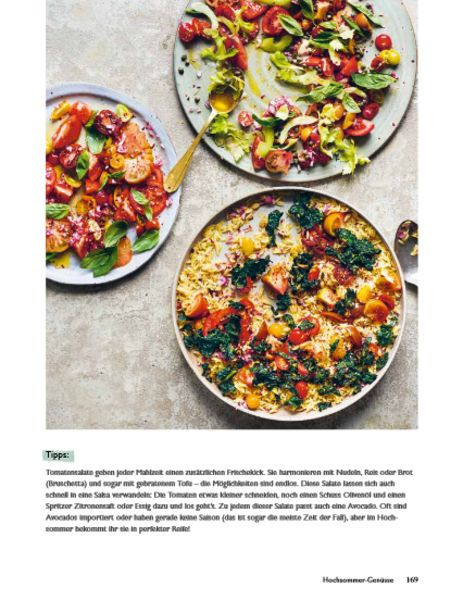 Tipps:
Tomatensalate geben jeder Mahlzeit einen zusätzlichen Frischekick. Sie harmonieren mit Nudeln, Reis oder Brot
(Bruschetta) und sogar mit gebratenem Tofu – die Möglichkeiten sind endlos. Diese Salate lassen sich auch
schnell in eine Salsa verwandeln: Die Tomaten etwas kleiner schneiden, noch einen Schuss Olivenöl und einen
Spritzer Zitronensaft oder Essig dazu und los geht's. Zu jedem dieser Salate passt auch eine Avocado. Oft sind
Avocados importiert oder haben gerade keine Saison (das ist sogar die meiste Zeit der Fall), aber im Hoch-
sommer bekommt ihr sie in perfekter Reife!
Hochsommer-Genüsse 169